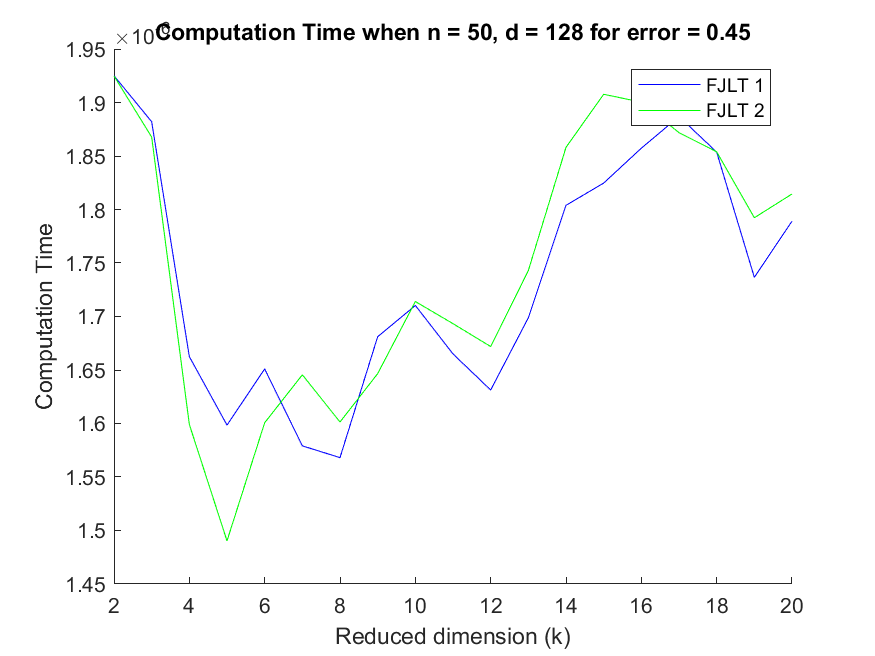 Computation Time when n = 50, d = 128 for error = 0.45
×10
1.95
1.9
1.85
1.8
1.75
1.7
1.65
1.6
1.55
1.5
1.45
Computation Time
FJLT 1
FJLT 2
2 4 6 8 10 12 14 16 18 20
Reduced dimension (k)